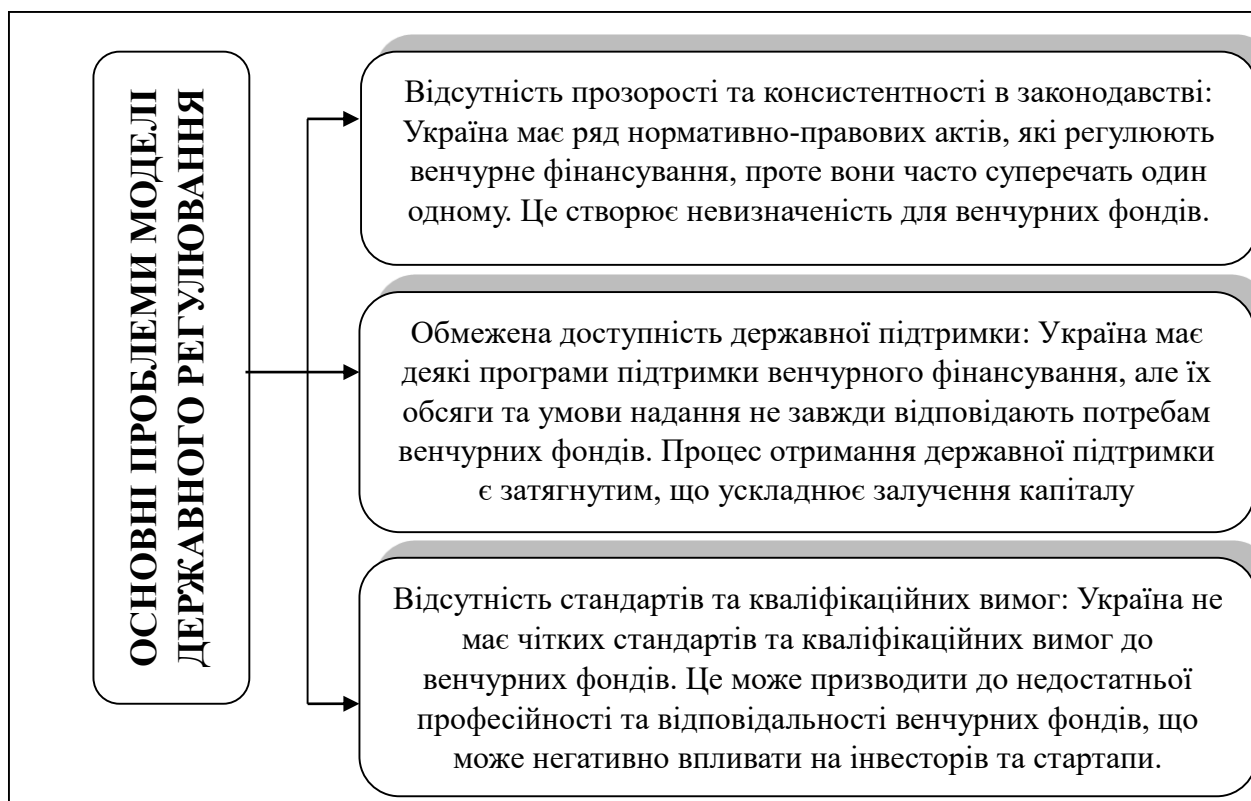 ОСНОВНІ ПРОБЛЕМИ МОДЕЛІ
ДЕРЖАВНОГО РЕГУЛЮВАННЯ
Відсутність прозорості та консистентності в законодавстві:
Україна має ряд нормативно-правових актів, які регулюють
венчурне фінансування, проте вони часто суперечать один
одному. Це створює невизначеність для венчурних фондів.
Обмежена доступність державної підтримки: Україна має
деякі програми підтримки венчурного фінансування, але їх
обсяги та умови надання не завжди відповідають потребам
венчурних фондів. Процес отримання державної підтримки
є затягнутим, що ускладнює залучення капіталу
Відсутність стандартів та кваліфікаційних вимог: Україна не
має чітких стандартів та кваліфікаційних вимог до
венчурних фондів. Це може призводити до недостатньої
професійності та відповідальності венчурних фондів, що
може негативно впливати на інвесторів та стартапи.